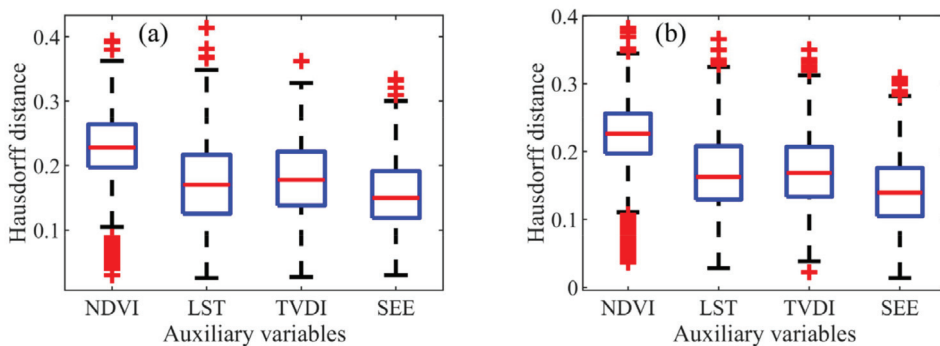 (a)
Hausdorff distance
0.4
0.3
0.2
0.1
NDVI LST TVDI SEE
Auxiliary variables
(b)
Hausdorff distance
0.4
0.3
0.2
0.1
0
NDVI LST TVDI SEE
Auxiliary variables